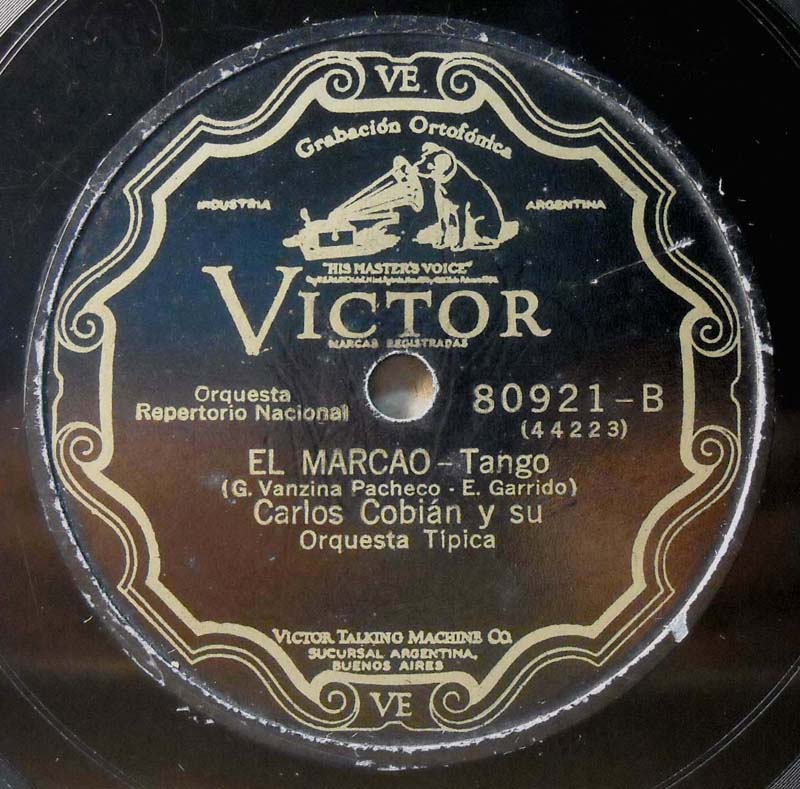 VE
Grabación Ortofónica
INDUSTRIA ARGENTINA
"HIS MASTER'S VOICE"
VICTOR
MARCAS REGISTRADAS
Orquesta
Repertorio Nacional
80921-B
(44223)
EL MARCAO - Tango
(G. Vanzina Pacheco - E. Garrido)
Carlos Cobián y su
Orquesta Típica
VICTOR TALKING MACHINE CO.
SUCURSAL ARGENTINA,
BUENOS AIRES
VE